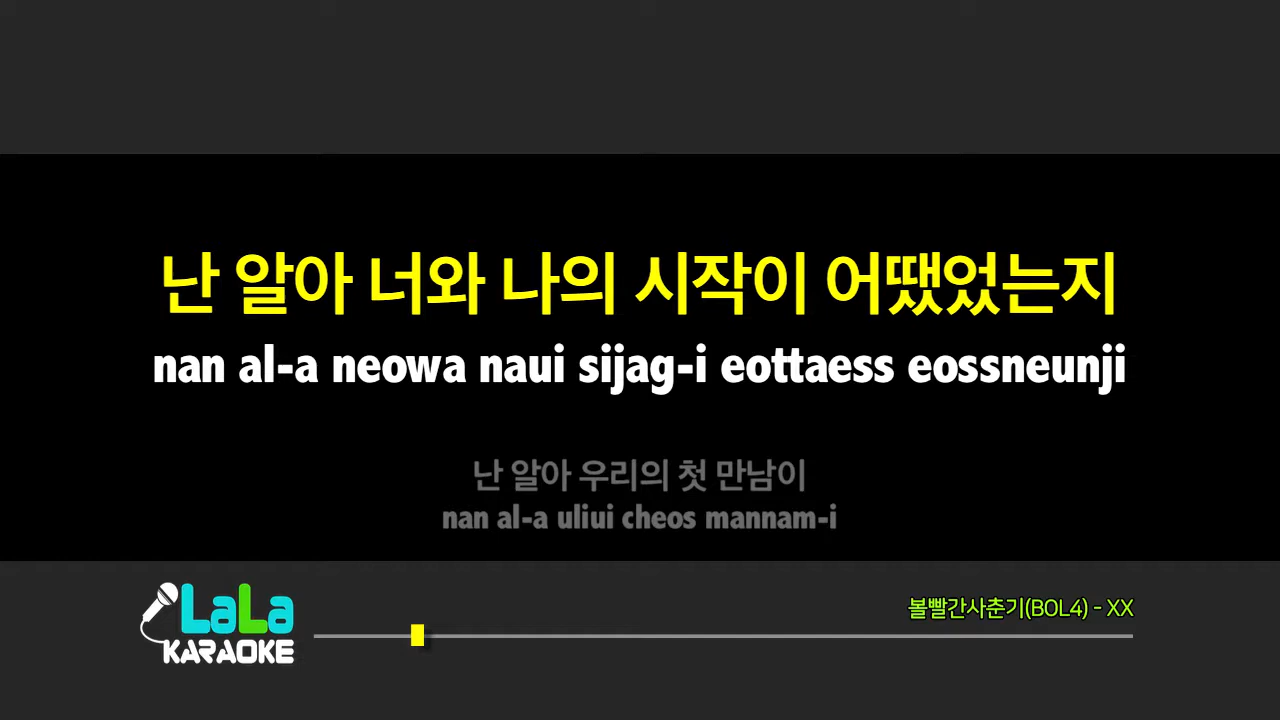 난 알아 너와 나의 시작이 어땠었는지
nan al-a neowa naui sijag-i eottaess eossneunji
난 알아 우리의 첫 만남이
nan al-a uliui cheos mannam-i
LaLa
KARAOKE
볼빨간사춘기(BOL4) - XX